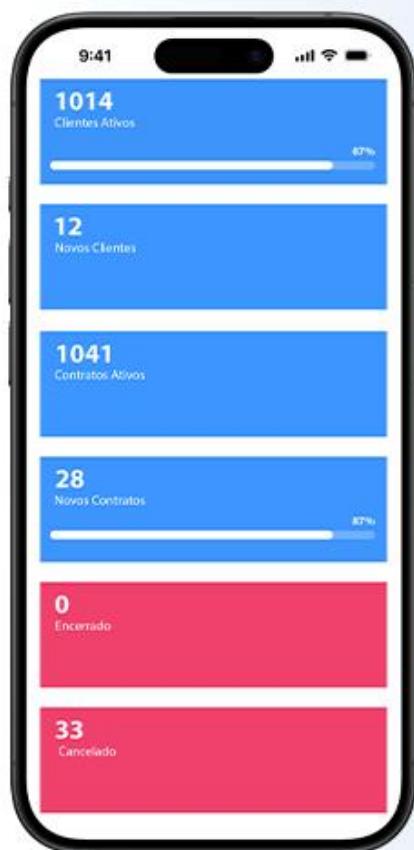 9:41
1014
Clientes Ativos
87%
12
Novos Clientes
1041
Contratos Ativos
28
Novos Contratos
87%
0
Encerrado
33
Cancelado